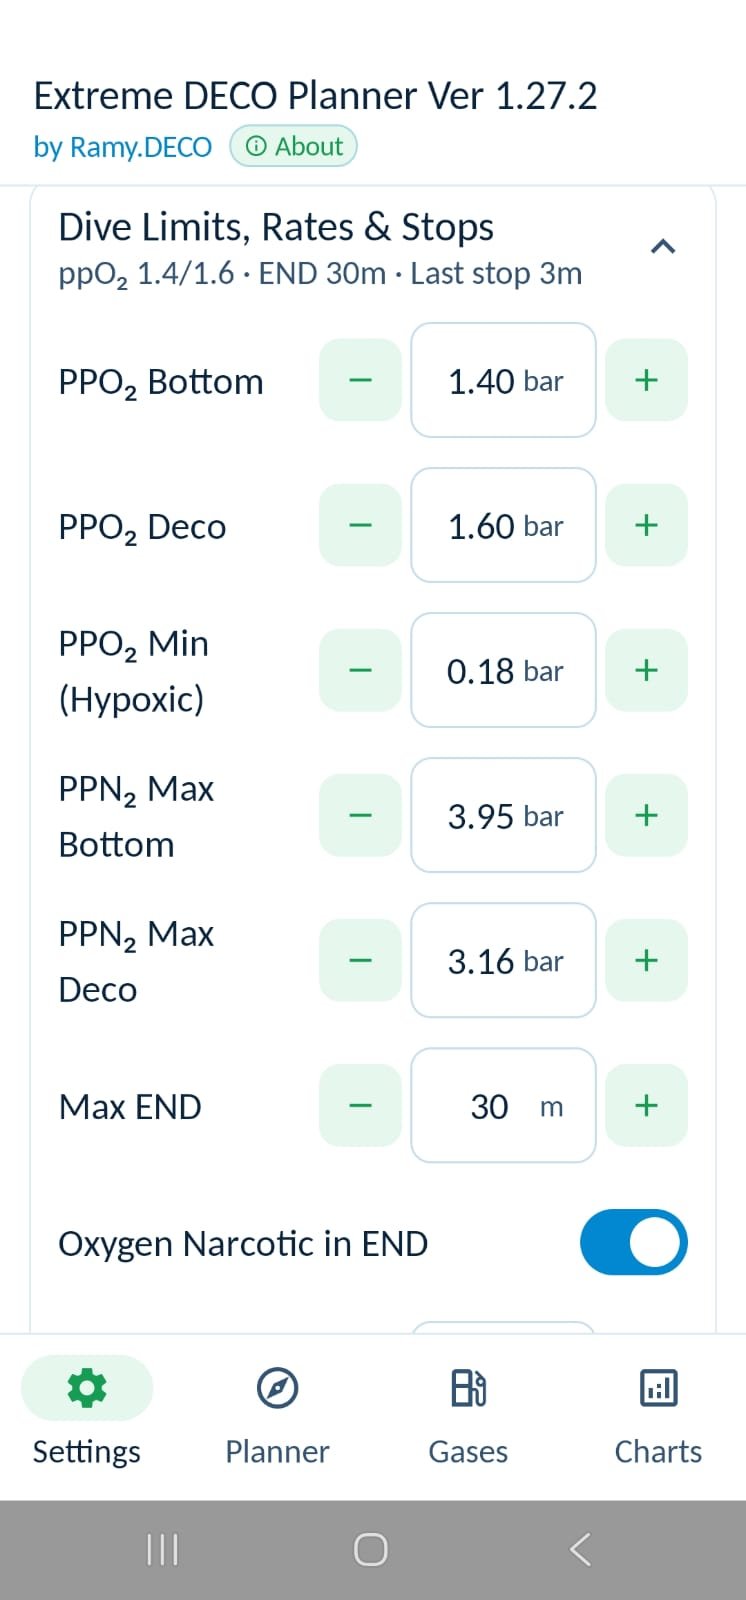 Extreme DECO Planner Ver 1.27.2
by Ramy.DECO About
Dive Limits, Rates & Stops
ppO₂ 1.4/1.6 · END 30m · Last stop 3m
PPO₂ Bottom − 1.40 bar +
PPO₂ Deco − 1.60 bar +
PPO₂ Min
(Hypoxic) − 0.18 bar +
PPN₂ Max
Bottom − 3.95 bar +
PPN₂ Max
Deco − 3.16 bar +
Max END − 30 m +
Oxygen Narcotic in END
Settings Planner Gases Charts